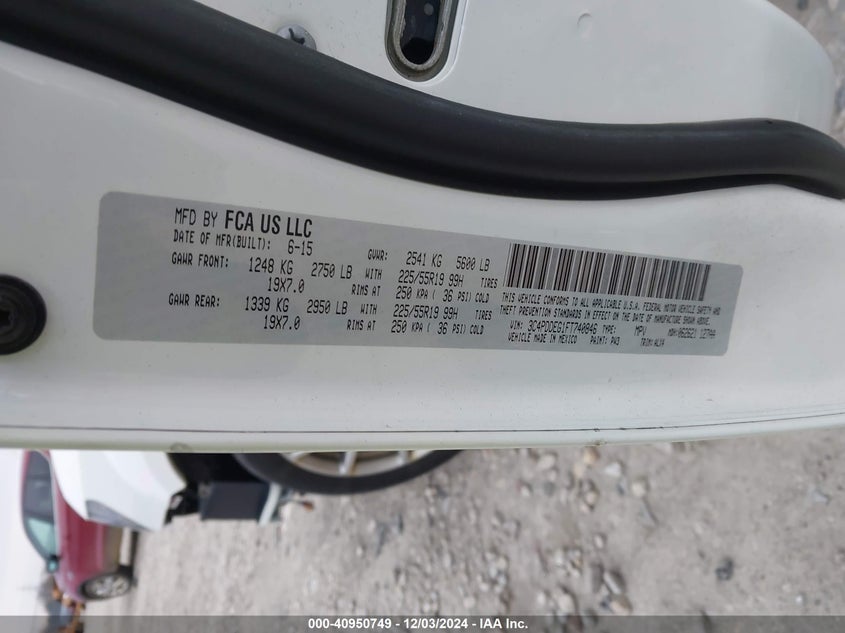 MFD BY FCA US LLC
DATE OF MFR(BUILT): 6-15 GVWR: 2541 KG 5600 LB
GAWR FRONT: 1248 KG 2750 LB WITH 225/55R19 99H TIRES
19X7.0 RIMS AT 250 KPA ( 36 PSI) COLD
GAWR REAR: 1339 KG 2950 LB WITH 225/55R19 99H TIRES
19X7.0 RIMS AT 250 KPA ( 36 PSI) COLD
THIS VEHICLE CONFORMS TO ALL APPLICABLE U.S.A. FEDERAL MOTOR VEHICLE SAFETY AND
THEFT PREVENTION STANDARDS IN EFFECT ON THE DATE OF MANUFACTURE SHOWN ABOVE.
VIN: 3C4PDDEG1FT740846 TYPE: MPV MDH: 062621 127AA
VEHICLE MADE IN MEXICO PAINT: PW3 TRIM:
000-40950749 - 12/03/2024 - IAA Inc.